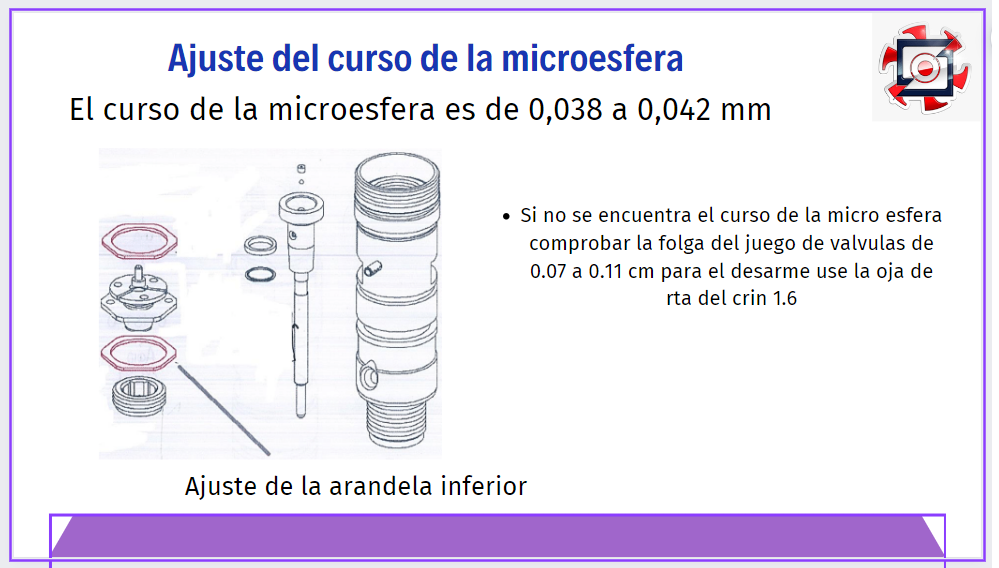 Ajuste del curso de la microesfera
El curso de la microesfera es de 0,038 a 0,042 mm
• Si no se encuentra el curso de la micro esfera
comprobar la folga del juego de valvulas de
0.07 a 0.11 cm para el desarme use la oja de
rta del crin 1.6
Ajuste de la arandela inferior